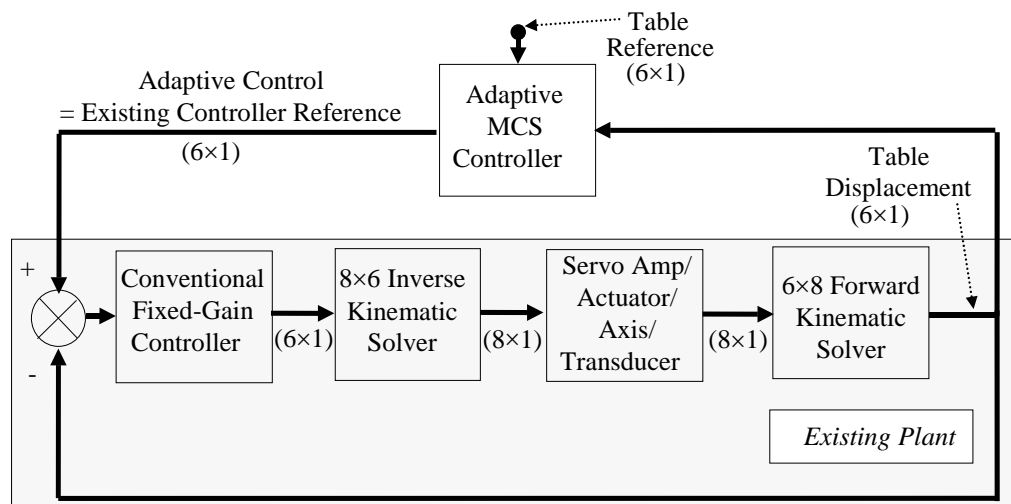 Table
Reference
(6×1)
Adaptive Control
= Existing Controller Reference
(6×1)
Adaptive
MCS
Controller
Table
Displacement
(6×1)
+
-
Conventional
Fixed-Gain
Controller
(6×1)
8×6 Inverse
Kinematic
Solver
(8×1)
Servo Amp/
Actuator/
Axis/
Transducer
(8×1)
6×8 Forward
Kinematic
Solver
Existing Plant